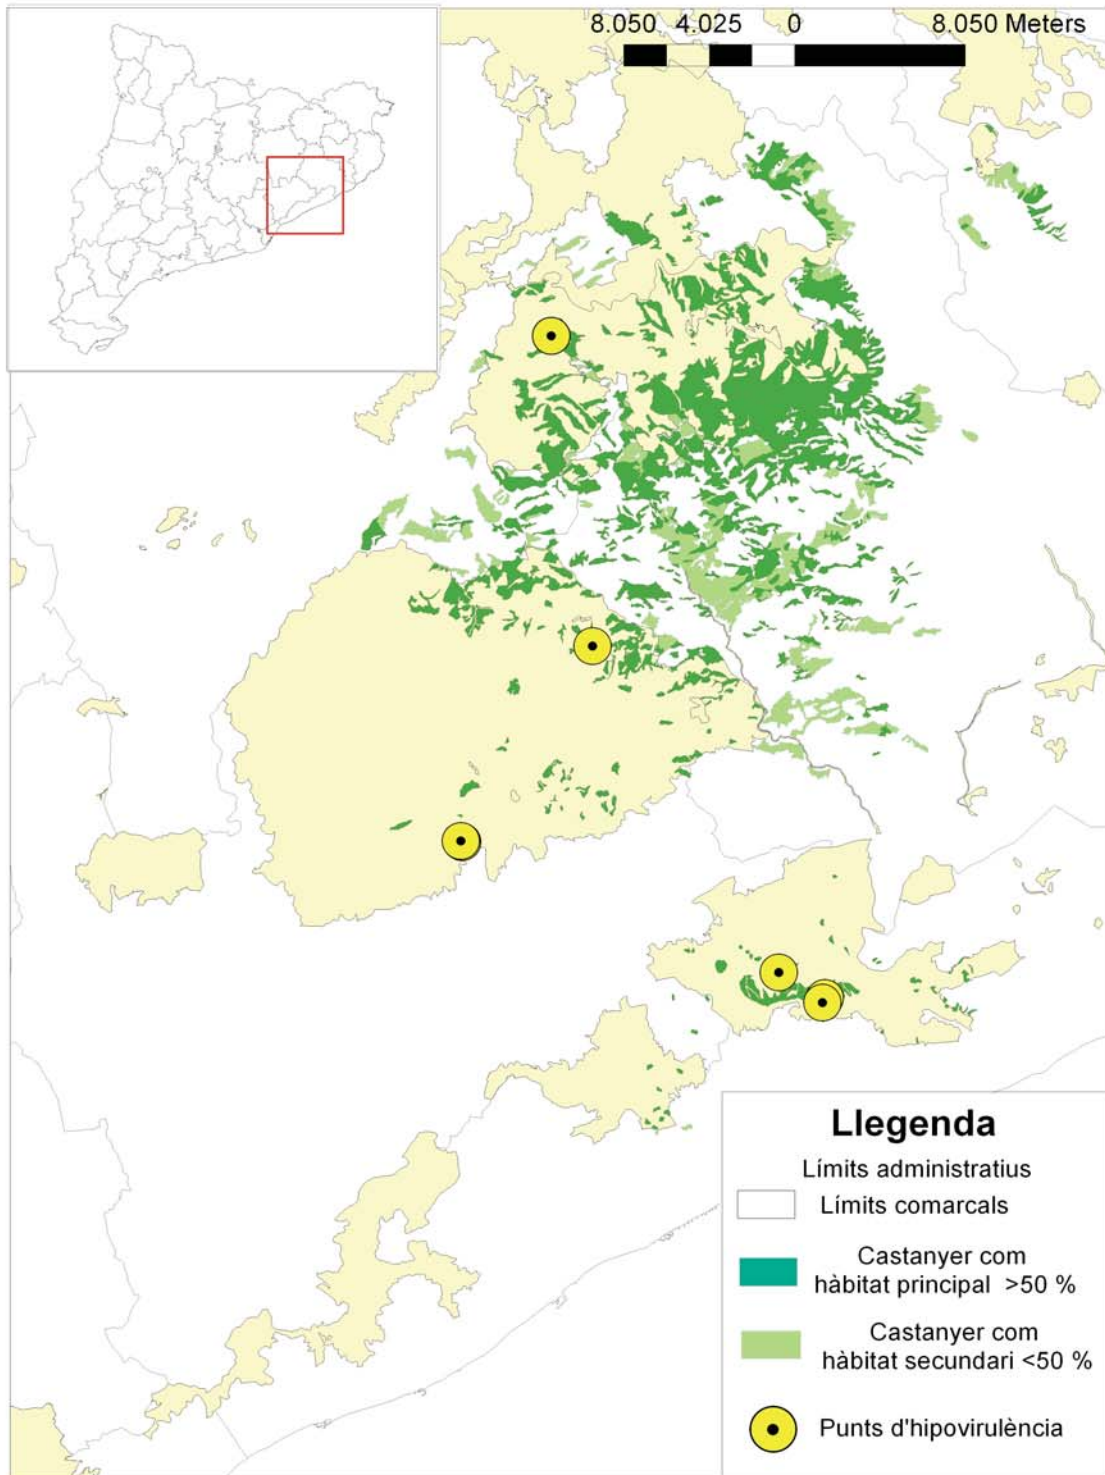 8.050 4.025 0 8.050 Meters
Llegenda
Límits administratius
Límits comarcals
Castanyer com
hàbitat principal >50 %
Castanyer com
hàbitat secundari <50 %
Punts d'hipovirulència